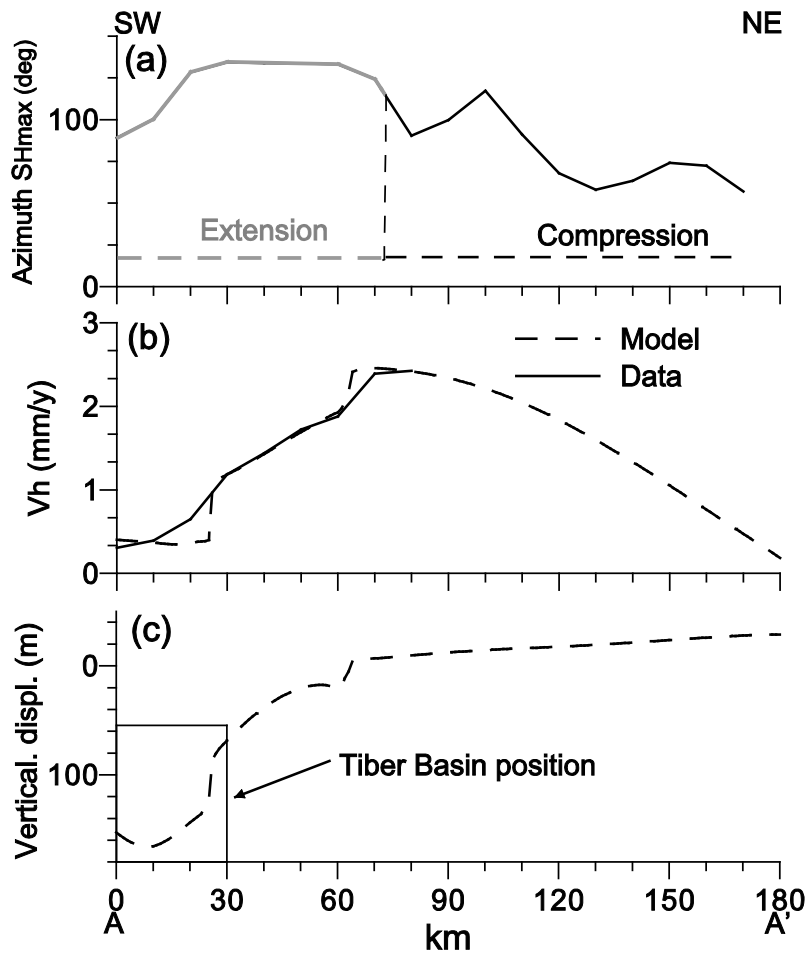 SW NE
(a)
Azimuth SHmax (deg)
100
0
Extension
Compression
(b)
Vh (mm/y)
3
2
1
0
Model
Data
(c)
Vertical. displ. (m)
0
100
Tiber Basin position
0 30 60 90 120 150 180
A km A'